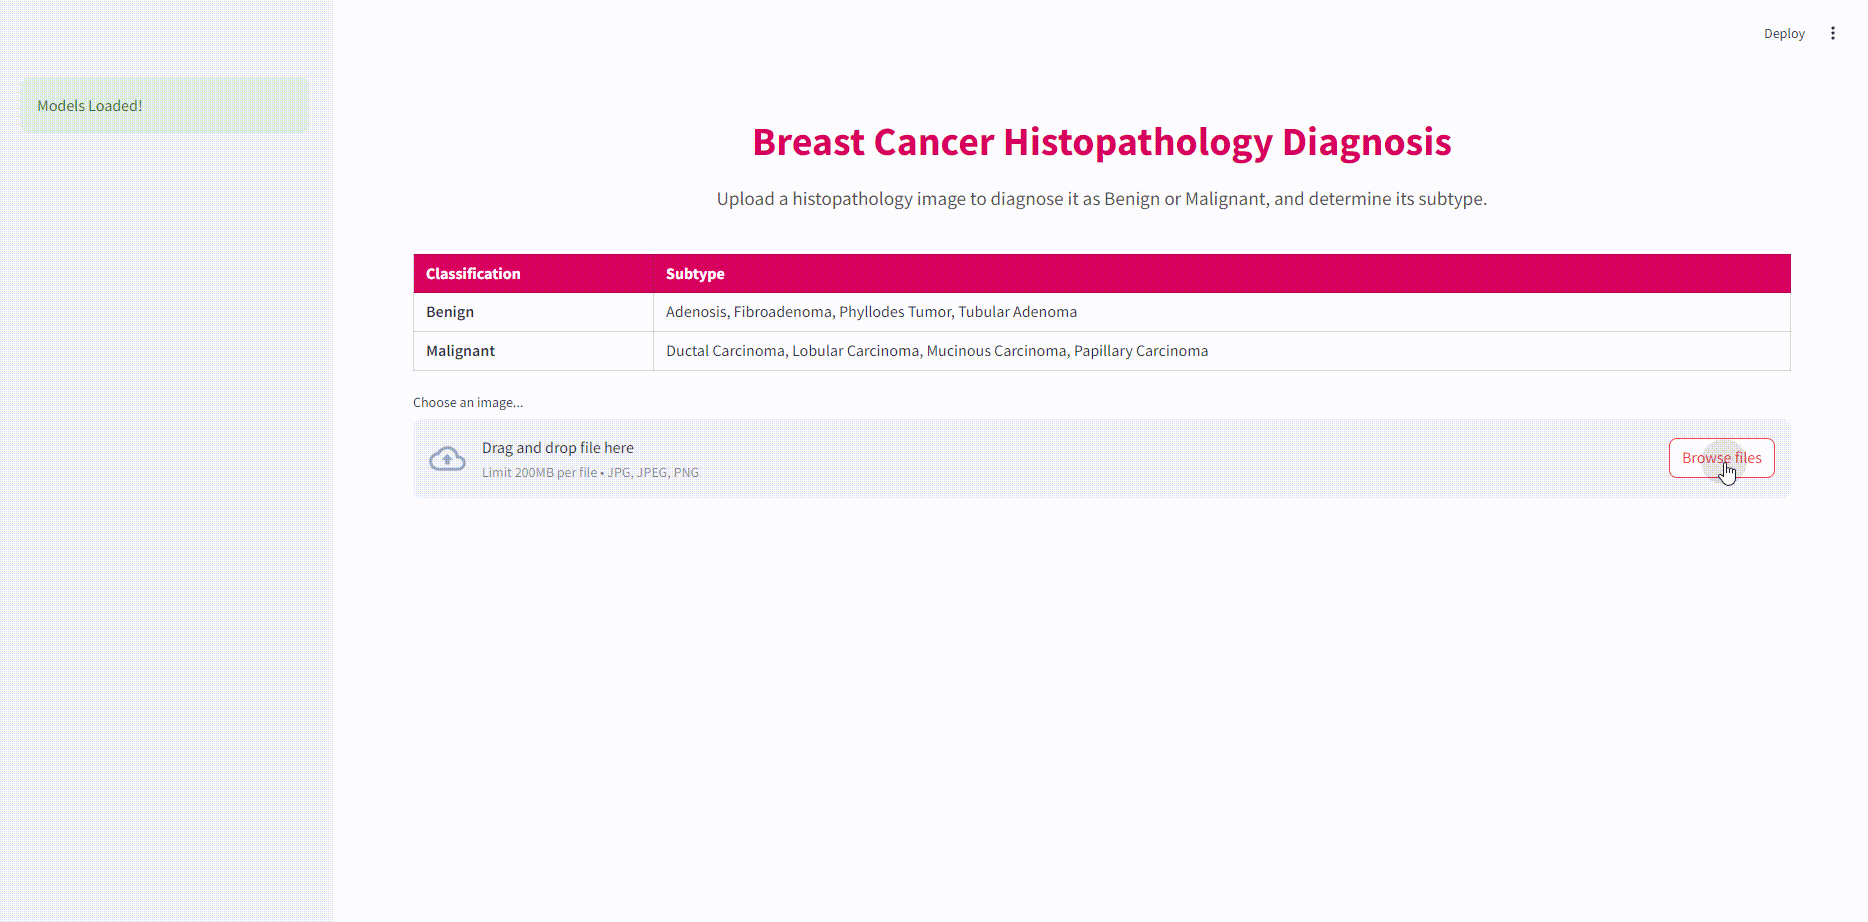 Deploy
Models Loaded!
Breast Cancer Histopathology Diagnosis
Upload a histopathology image to diagnose it as Benign or Malignant, and determine its subtype.
Classification Subtype
Benign Adenosis, Fibroadenoma, Phyllodes Tumor, Tubular Adenoma
Malignant Ductal Carcinoma, Lobular Carcinoma, Mucinous Carcinoma, Papillary Carcinoma
Choose an image...
Drag and drop file here
Limit 200MB per file • JPG, JPEG, PNG
Browse files